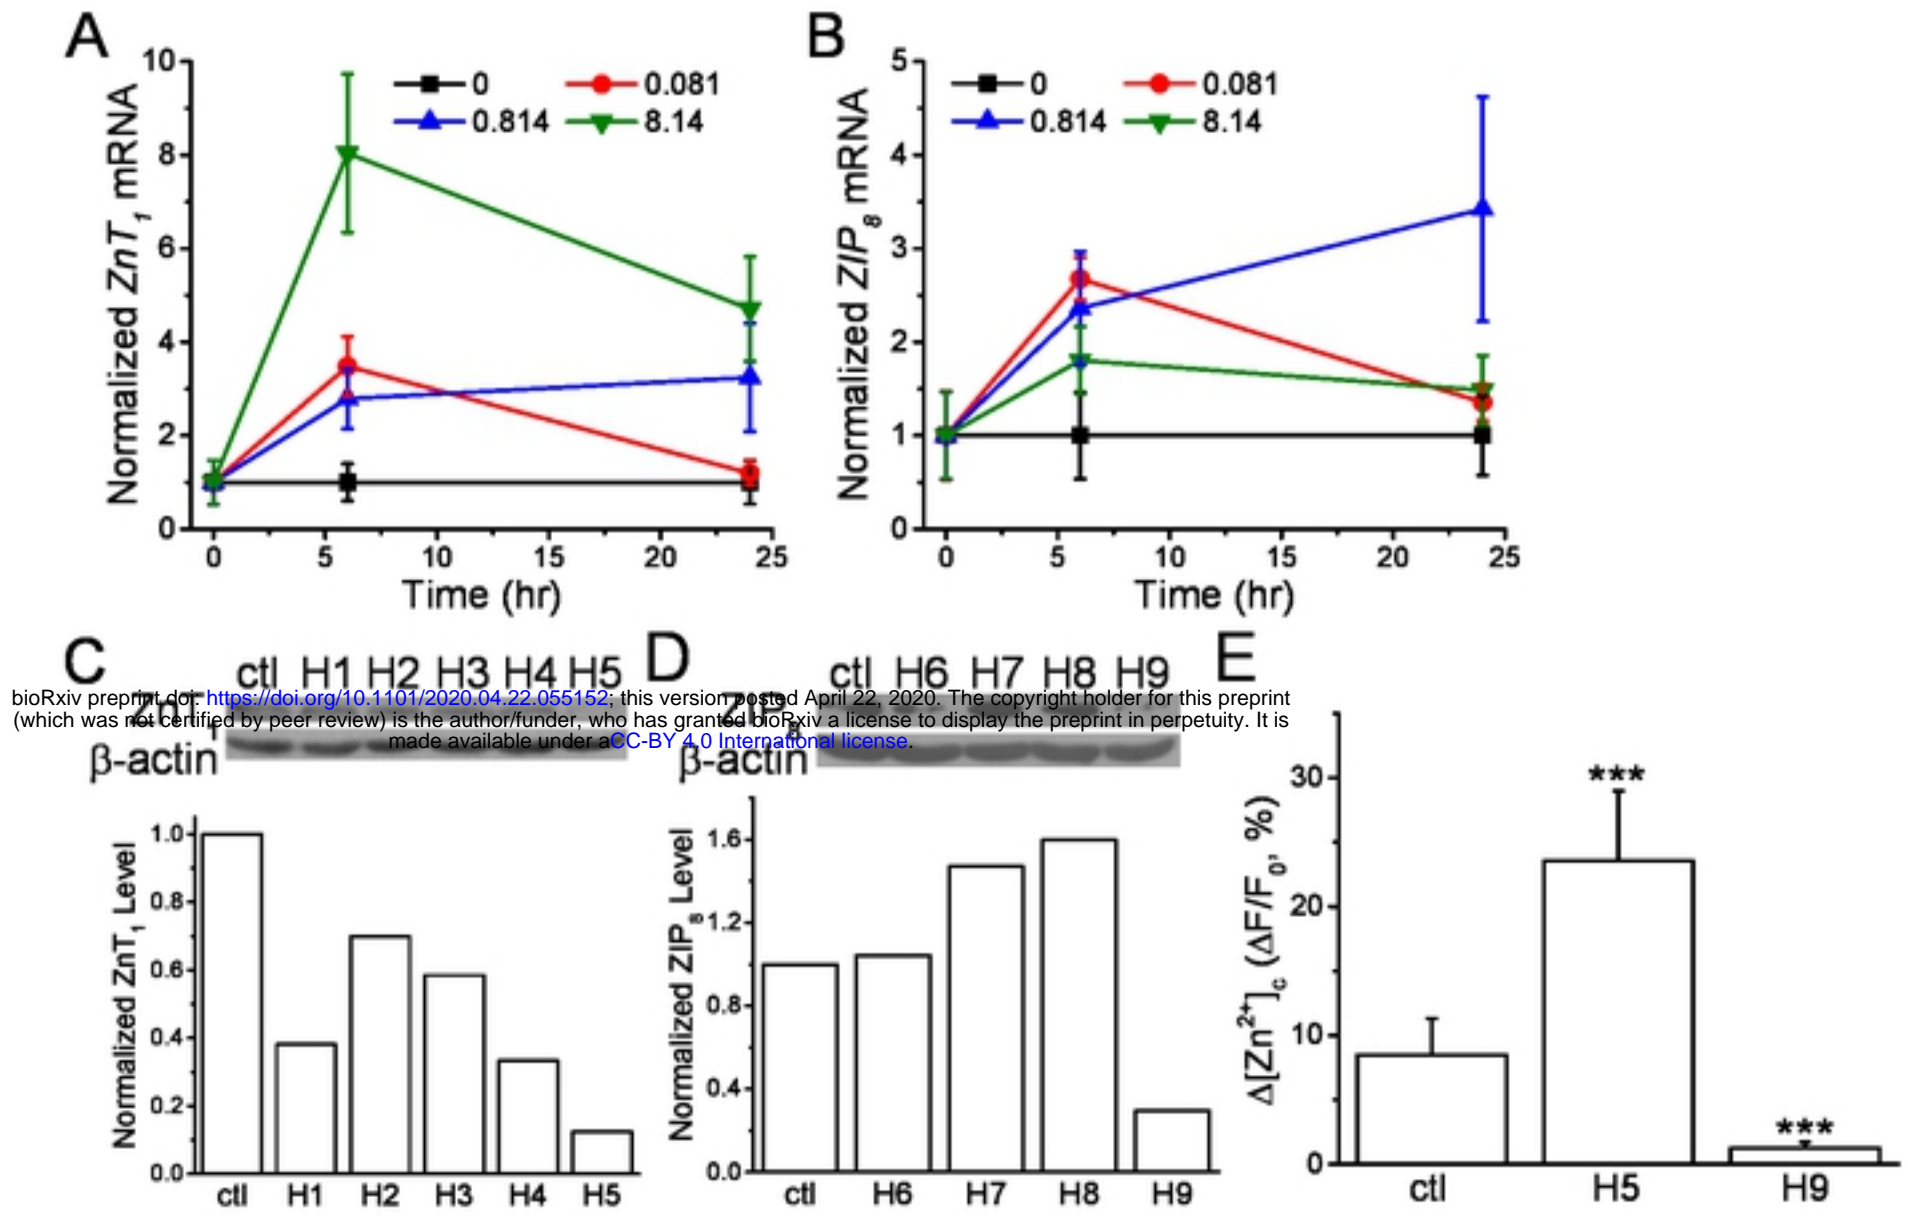 A
10
8
6
4
2
0
Normalized ZnT1 mRNA
0
0.081
0.814
8.14
0 5 10 15 20 25
Time (hr)
B
5
4
3
2
1
0
Normalized ZIP8 mRNA
0
0.081
0.814
8.14
0 5 10 15 20 25
Time (hr)
C
ctl H1 H2 H3 H4 H5
ZnT1
β-actin
D
ctl H6 H7 H8 H9
ZIP8
β-actin
bioRxiv preprint doi: https://doi.org/10.1101/2020.04.22.055152; this version posted April 22, 2020. The copyright holder for this preprint
(which was not certified by peer review) is the author/funder, who has granted bioRxiv a license to display the preprint in perpetuity. It is
made available under aCC-BY 4.0 International license.
1.0
0.8
0.6
0.4
0.2
0.0
Normalized ZnT1 Level
ctl H1 H2 H3 H4 H5
1.6
1.2
0.8
0.4
0.0
Normalized ZIP8 Level
ctl H6 H7 H8 H9
E
30
20
10
0
Δ[Zn2+]c (ΔF/F0, %)
***
***
ctl H5 H9